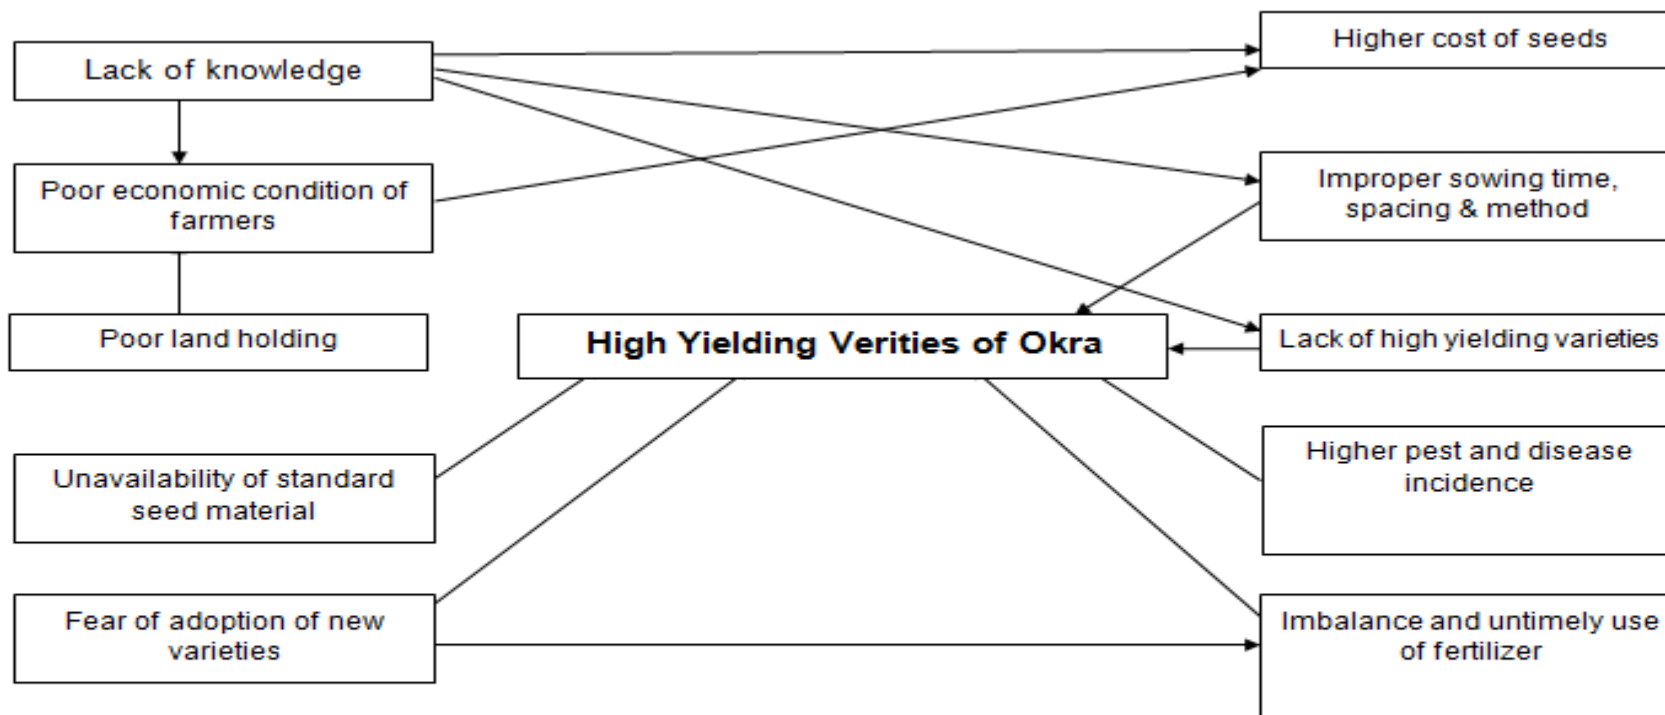 Lack of knowledge
Higher cost of seeds
Poor economic condition of
farmers
Improper sowing time,
spacing & method
Poor land holding
High Yielding Verities of Okra
Lack of high yielding varieties
Unavailability of standard
seed material
Higher pest and disease
incidence
Fear of adoption of new
varieties
Imbalance and untimely use
of fertilizer